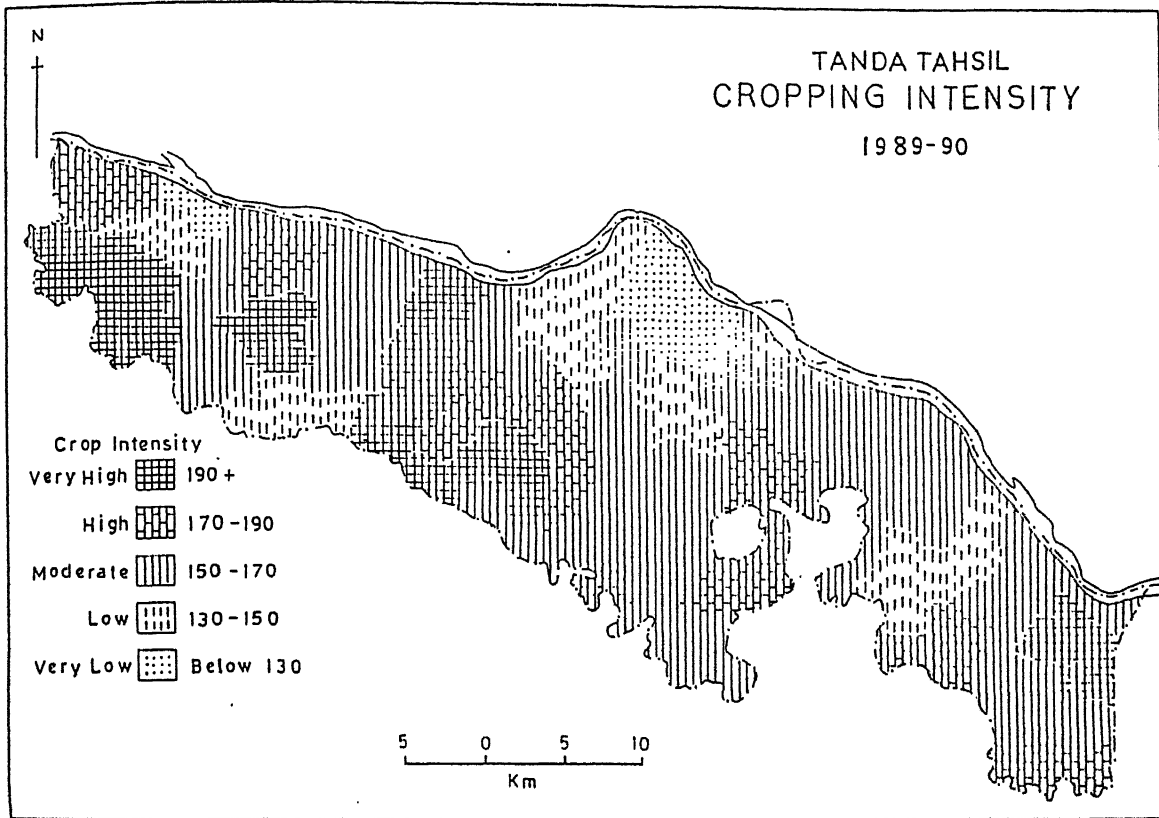 N
TANDA TAHSIL
CROPPING INTENSITY
1989-90
Crop Intensity
Very High 190 +
High 170-190
Moderate 150-170
Low 130-150
Very Low Below 130
5 0 5 10
Km